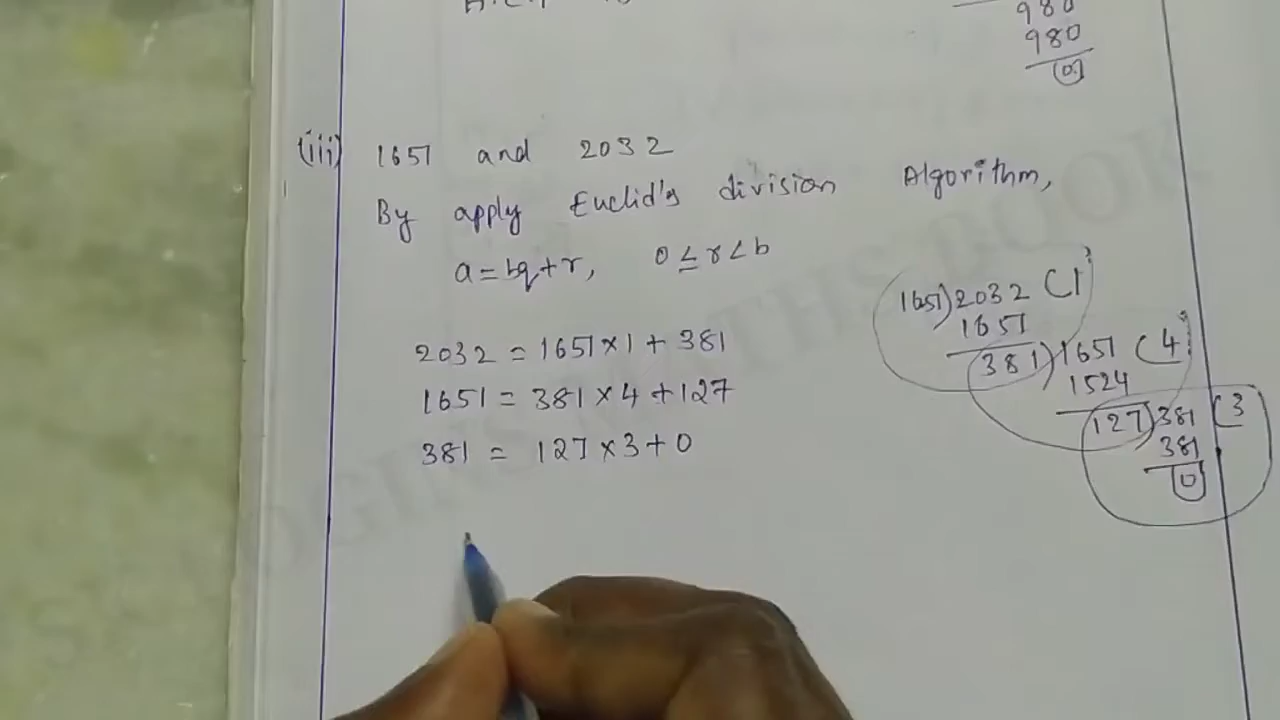 980
980
0
(iii) 1651 and 2032
By apply Euclid's division Algorithm,
a = bq + r, 0 ≤ r < b
2032 = 1651 × 1 + 381
1651 = 381 × 4 + 127
381 = 127 × 3 + 0
1651)2032(1
1651
381)1651(4
1524
127)381(3
381
0